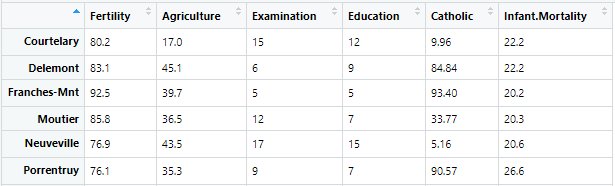 Fertility Agriculture Examination Education Catholic Infant.Mortality
Courtelary 80.2 17.0 15 12 9.96 22.2
Delemont 83.1 45.1 6 9 84.84 22.2
Franches-Mnt 92.5 39.7 5 5 93.40 20.2
Moutier 85.8 36.5 12 7 33.77 20.3
Neuveville 76.9 43.5 17 15 5.16 20.6
Porrentruy 76.1 35.3 9 7 90.57 26.6